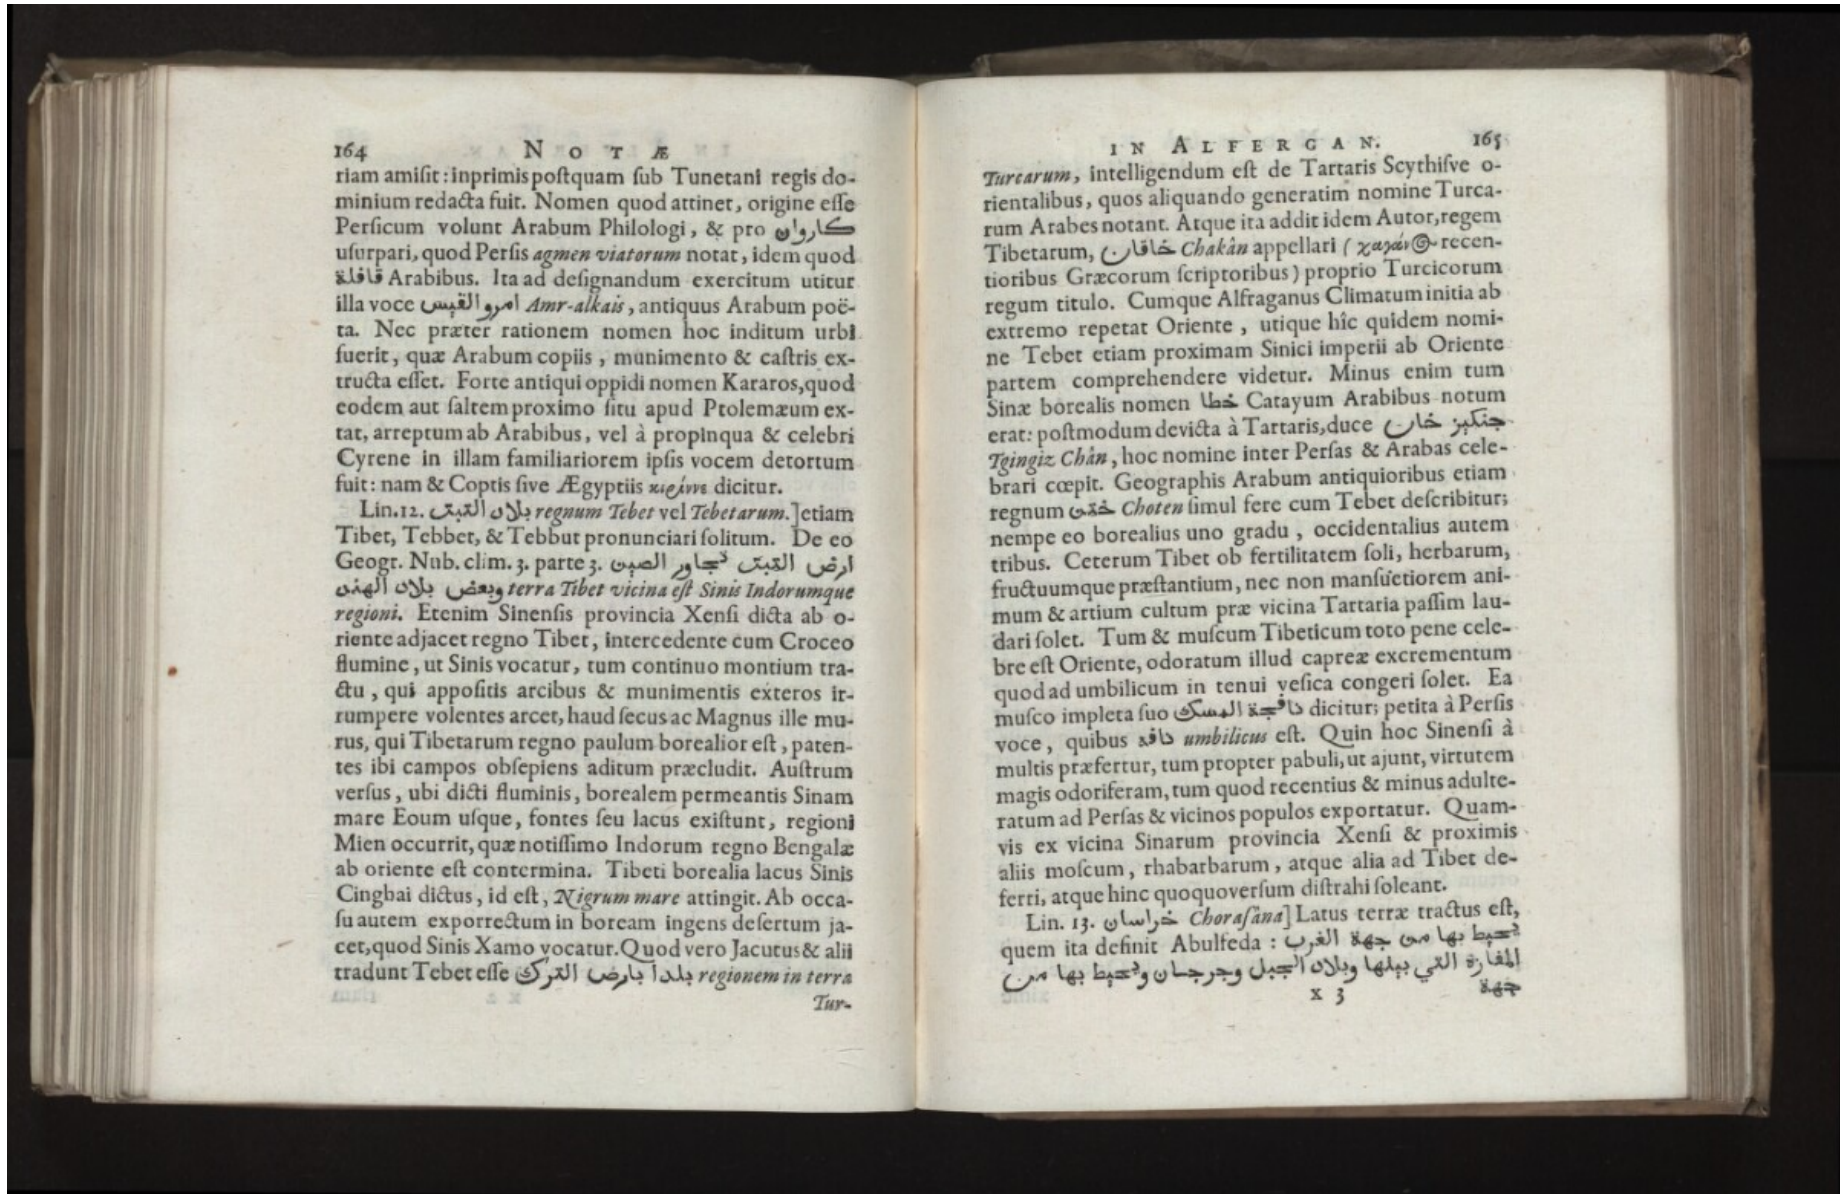 164 NOTÆ
riam amiſit: inprimis poſtquam ſub Tunetani regis do-
minium redacta fuit. Nomen quod attinet, origine eſſe
Perſicum volunt Arabum Philologi, & pro كاروان
uſurpari, quod Perſis agmen viatorum notat, idem quod
قافلة Arabibus. Ita ad deſignandum exercitum utitur
illa voce امرو القيس Amr-alkais, antiquus Arabum poë-
ta. Nec præter rationem nomen hoc inditum urbi
fuerit, quæ Arabum copiis, munimento & caſtris ex-
tructa eſſet. Forte antiqui oppidi nomen Kararos, quod
eodem aut ſaltem proximo ſitu apud Ptolemæum ex-
tat, arreptum ab Arabibus, vel à propinqua & celebri
Cyrene in illam familiariorem ipſis vocem detortum
fuit: nam & Coptis ſive Ægyptiis dicitur.
Lin. 12. بلاد التبت regnum Tebet vel Tebetarum.] etiam
Tibet, Tebbet, & Tebbut pronunciari ſolitum. De eo
Geogr. Nub. clim. 3. parte 3. ارض التبت تجاور الصين
وبعض بلاد الهند terra Tibet vicina eſt Sinis Indorumque
regioni. Etenim Sinenſis provincia Xenſi dicta ab o-
riente adjacet regno Tibet, intercedente cum Croceo
flumine, ut Sinis vocatur, tum continuo montium tra-
ctu, qui appoſitis arcibus & munimentis exteros ir-
rumpere volentes arcet, haud ſecus ac Magnus ille mu-
rus, qui Tibetarum regno paulum borealior eſt, paten-
tes ibi campos obſepiens aditum præcludit. Auſtrum
verſus, ubi dicti fluminis, borealem permeantis Sinam
mare Eoum uſque, fontes ſeu lacus exiſtunt, regioni
Mien occurrit, quæ notiſſimo Indorum regno Bengalæ
ab oriente eſt contermina. Tibeti borealia lacus Sinis
Cinghai dictus, id eſt, Nigrum mare attingit. Ab occa-
ſu autem exporrectum in boream ingens deſertum ja-
cet, quod Sinis Xamo vocatur. Quod vero Jacutus & alii
tradunt Tebet eſſe بلدا بارض الترك regionem in terra
Tur-
IN ALFERGAN. 165
Turcarum, intelligendum eſt de Tartaris Scythiſve o-
rientalibus, quos aliquando generatim nomine Turca-
rum Arabes notant. Atque ita addit idem Autor, regem
Tibetarum, خاقان Chakân appellari ( χαγάνος recen-
tioribus Græcorum ſcriptoribus) proprio Turcicorum
regum titulo. Cumque Alfraganus Climatum initia ab
extremo repetat Oriente, utique hîc quidem nomi-
ne Tebet etiam proximam Sinici imperii ab Oriente
partem comprehendere videtur. Minus enim tum
Sinæ borealis nomen خطا Catayum Arabibus notum
erat: poſtmodum devicta à Tartaris, duce جنكيز خان
Tgingiz Chân, hoc nomine inter Perſas & Arabas cele-
brari cœpit. Geographis Arabum antiquioribus etiam
regnum ختن Choten ſimul fere cum Tebet deſcribitur;
nempe eo borealius uno gradu, occidentalius autem
tribus. Ceterum Tibet ob fertilitatem ſoli, herbarum,
fructuumque præſtantium, nec non manſuetiorem ani-
mum & artium cultum præ vicina Tartaria paſſim lau-
dari ſolet. Tum & muſcum Tibeticum toto pene cele-
bre eſt Oriente, odoratum illud capreæ excrementum
quod ad umbilicum in tenui veſica congeri ſolet. Ea
muſco impleta ſuo نافجة المسك dicitur; petita à Perſis
voce, quibus نافه umbilicus eſt. Quin hoc Sinenſi à
multis præfertur, tum propter pabuli, ut ajunt, virtutem
magis odoriferam, tum quod recentius & minus adulte-
ratum ad Perſas & vicinos populos exportatur. Quam-
vis ex vicina Sinarum provincia Xenſi & proximis
aliis moſcum, rhabarbarum, atque alia ad Tibet de-
ferri, atque hinc quoquoverſum diſtrahi ſoleant.
Lin. 13. خراسان Choraſâna] Latus terræ tractus eſt,
quem ita definit Abulfeda : يحيط بها من جهة الغرب
المفازة التي بيلها وبلاد الجبل وجرجان ويحيط بها من
X 3 جهة